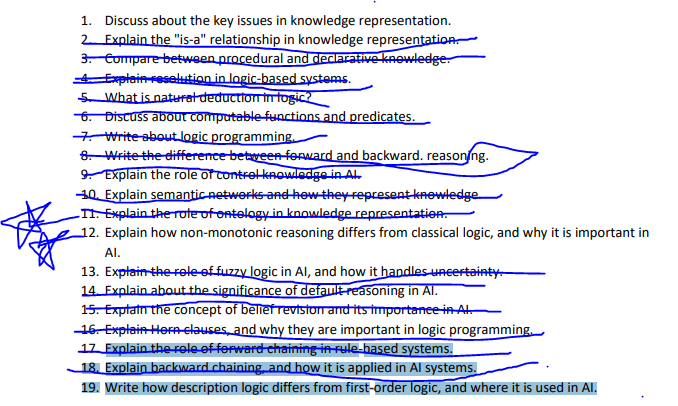 1. Discuss about the key issues in knowledge representation.
2. Explain the "is-a" relationship in knowledge representation.
3. Compare between procedural and declarative knowledge.
4. Explain resolution in logic-based systems.
5. What is natural deduction in logic?
6. Discuss about computable functions and predicates.
7. Write about logic programming.
8. Write the difference between forward and backward. reasoning.
9. Explain the role of control knowledge in AI.
10. Explain semantic networks and how they represent knowledge.
11. Explain the role of ontology in knowledge representation.
12. Explain how non-monotonic reasoning differs from classical logic, and why it is important in
AI.
13. Explain the role of fuzzy logic in AI, and how it handles uncertainty.
14. Explain about the significance of default reasoning in AI.
15. Explain the concept of belief revision and its importance in AI.
16. Explain Horn clauses, and why they are important in logic programming.
17. Explain the role of forward chaining in rule-based systems.
18. Explain backward chaining, and how it is applied in AI systems.
19. Write how description logic differs from first-order logic, and where it is used in AI.